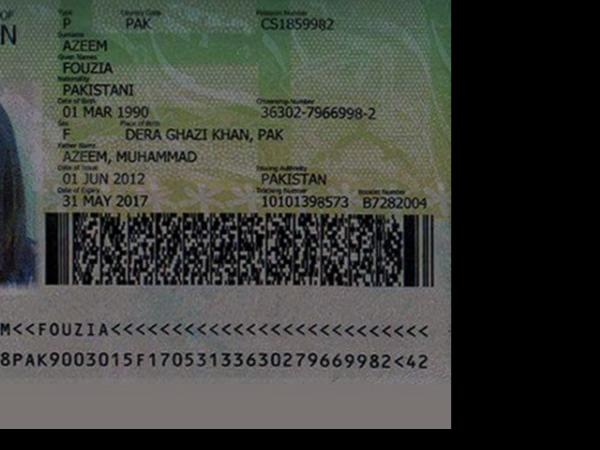 OF
N
Type Country Code Passport Number
P PAK CS1859982
Surname
AZEEM
Given Names
FOUZIA
Nationality
PAKISTANI
Date of Birth Citizenship Number
01 MAR 1990 36302-7966998-2
Sex Place of Birth
F DERA GHAZI KHAN, PAK
Father Name
AZEEM, MUHAMMAD
Date of Issue Issuing Authority
01 JUN 2012 PAKISTAN
Date of Expiry Tracking Number Booklet Number
31 MAY 2017 10101398573 B7282004
M<<FOUZIA<<<<<<<<<<<<<<<<<<<<<<<<<<
8PAK9003015F17053133630279669982<42